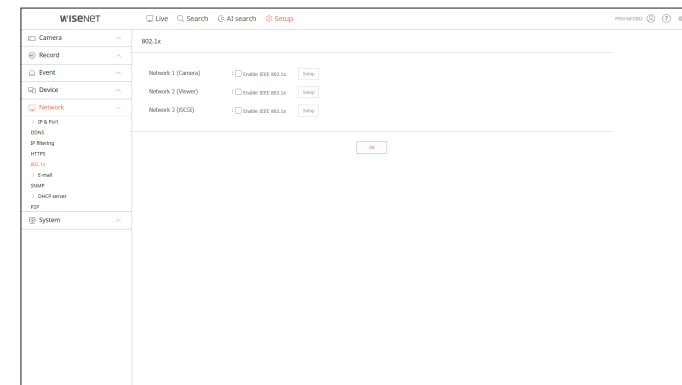 WISENET
Live Search AI search Setup
Camera
Record
Event
Device
Network
> IP & Port
DDNS
IP filtering
HTTPS
802.1x
> E-mail
SNMP
> DHCP server
P2P
System
802.1x
Network 1 (Camera) : Enable IEEE 802.1x Setup
Network 2 (Viewer) : Enable IEEE 802.1x Setup
Network 3 (iSCSI) : Enable IEEE 802.1x Setup
Ok